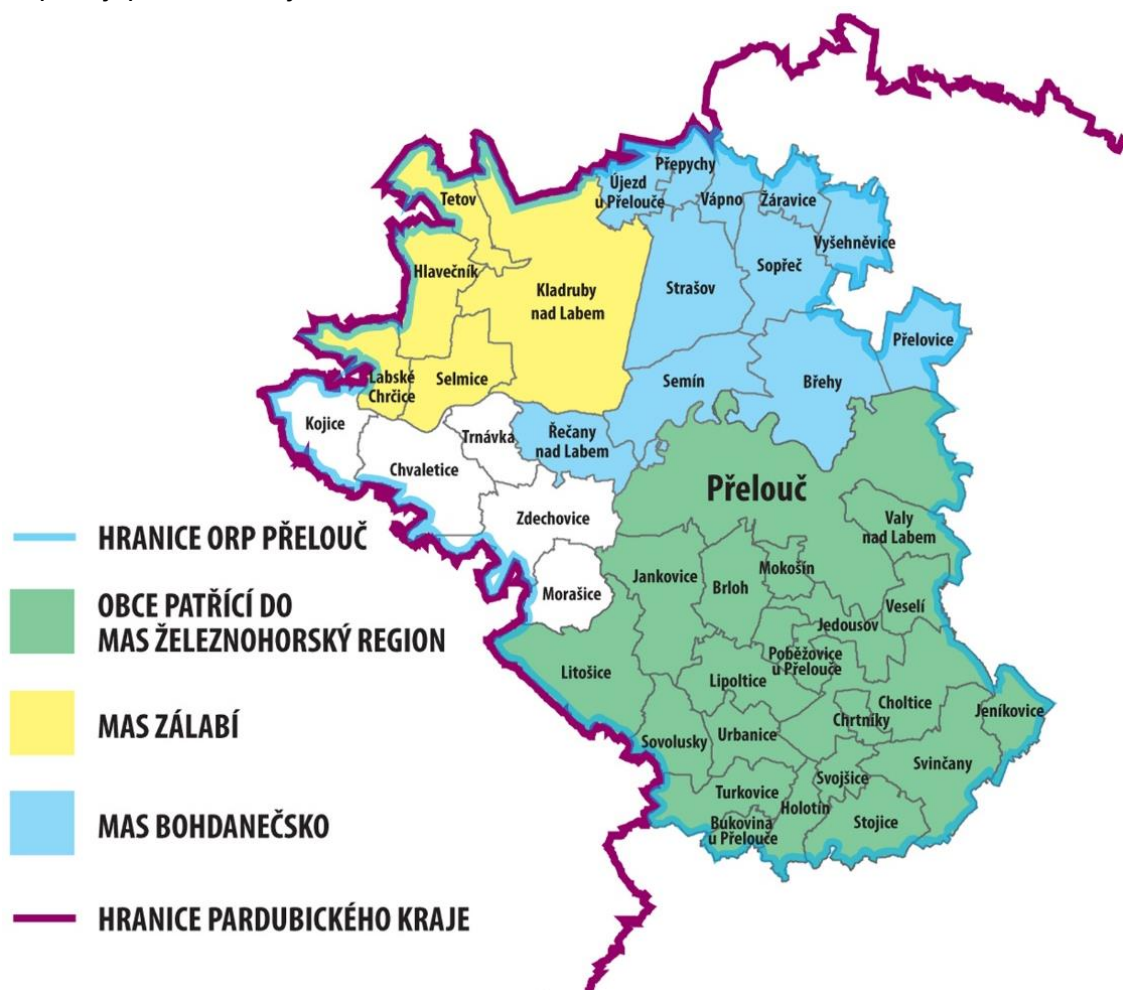 Přepychy
Újezd
u Přelouče
Vápno
Žáravice
Tetov
Vyšehněvice
Hlavečník
Sopřeč
Kladruby
nad Labem
Strašov
Přelovice
Labské
Chrčice
Selmice
Semín
Břehy
Kojice
Trnávka
Řečany
nad Labem
Chvaletice
Přelouč
Zdechovice
Valy
nad Labem
Morašice
Jankovice
Brloh
Mokošín
Veselí
Jedousov
Litošice
Poběžovice
u Přelouče
Lipoltice
Choltice
Jeníkovice
Chrtníky
Sovolusky
Urbanice
Svinčany
Svojšice
Turkovice
Holotín
Stojice
Bukovina
u Přelouče
HRANICE ORP PŘELOUČ
OBCE PATŘÍCÍ DO
MAS ŽELEZNOHORSKÝ REGION
MAS ZÁLABÍ
MAS BOHDANEČSKO
HRANICE PARDUBICKÉHO KRAJE